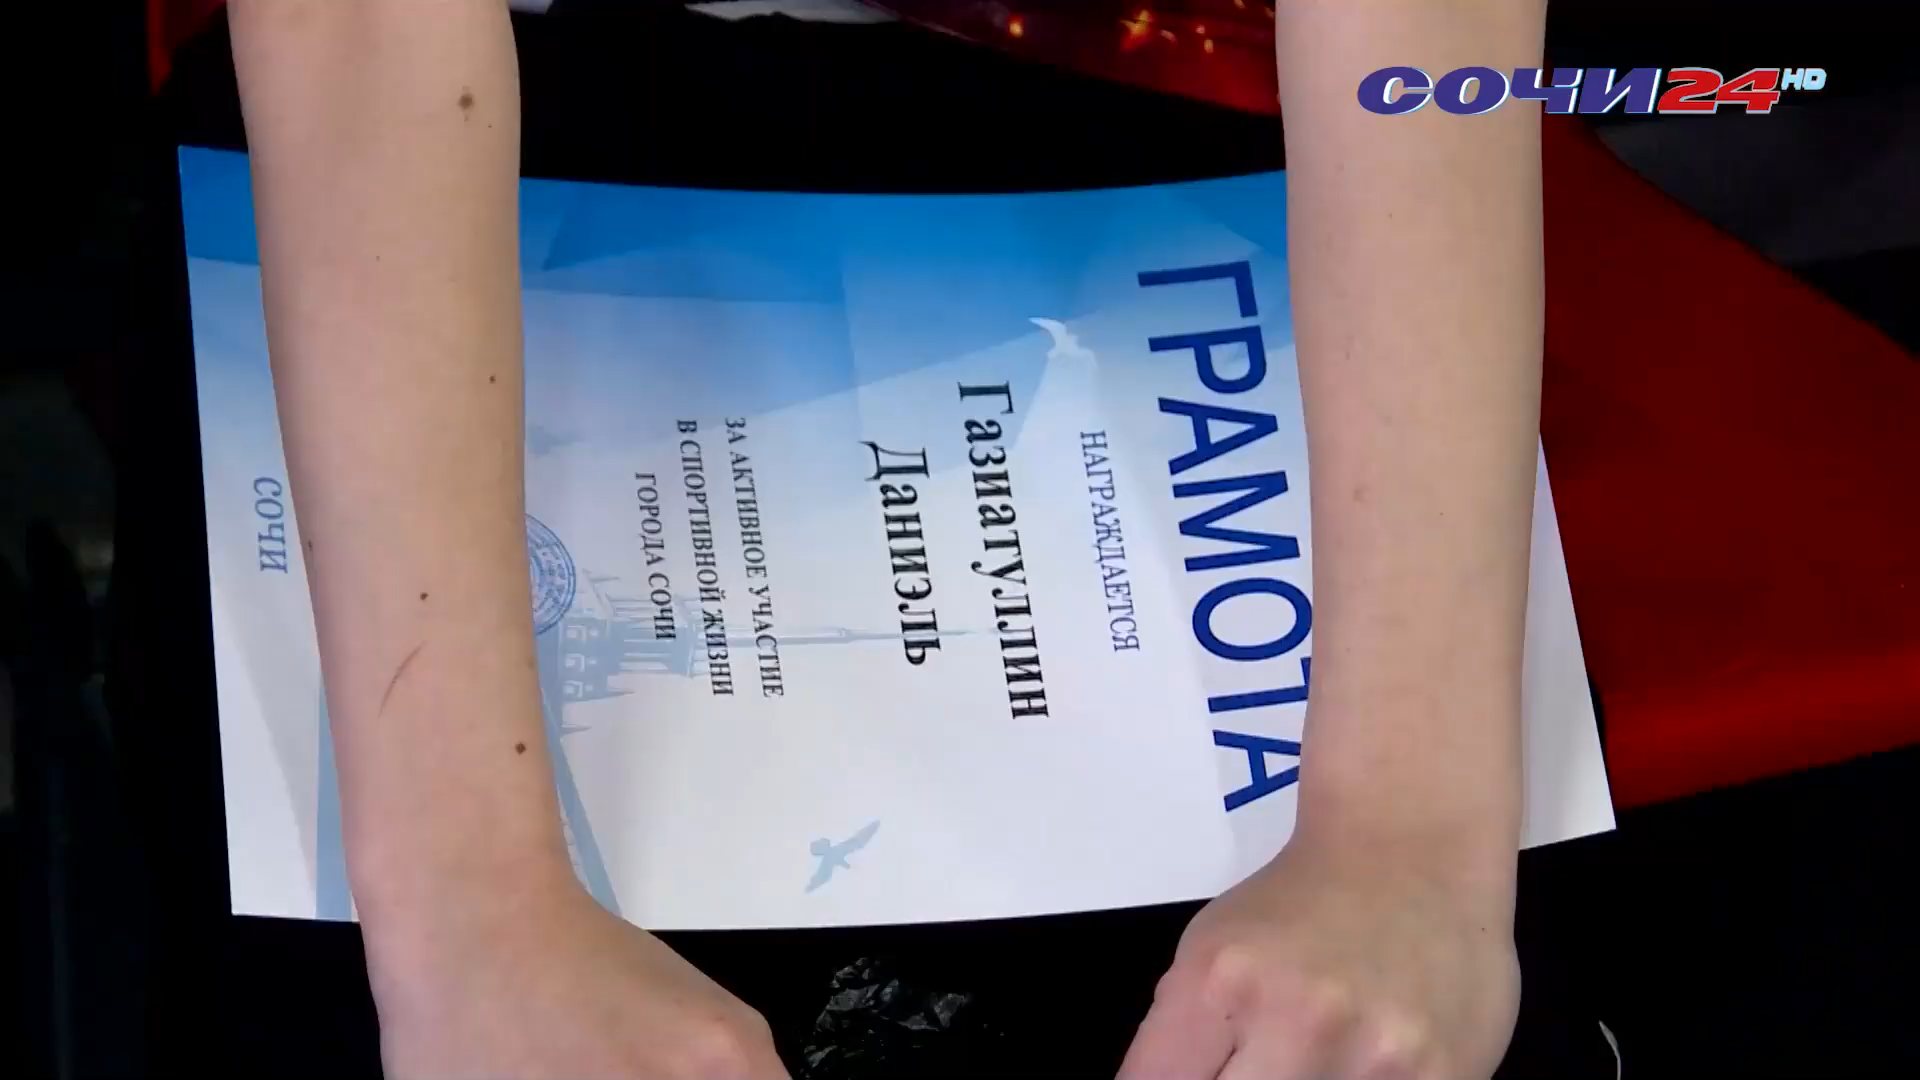 СОЧИ24HD
ГРАМОТА
НАГРАЖДАЕТСЯ
Газиатуллин
Даниэль
ЗА АКТИВНОЕ УЧАСТИЕ
В СПОРТИВНОЙ ЖИЗНИ
ГОРОДА СОЧИ
СОЧИ